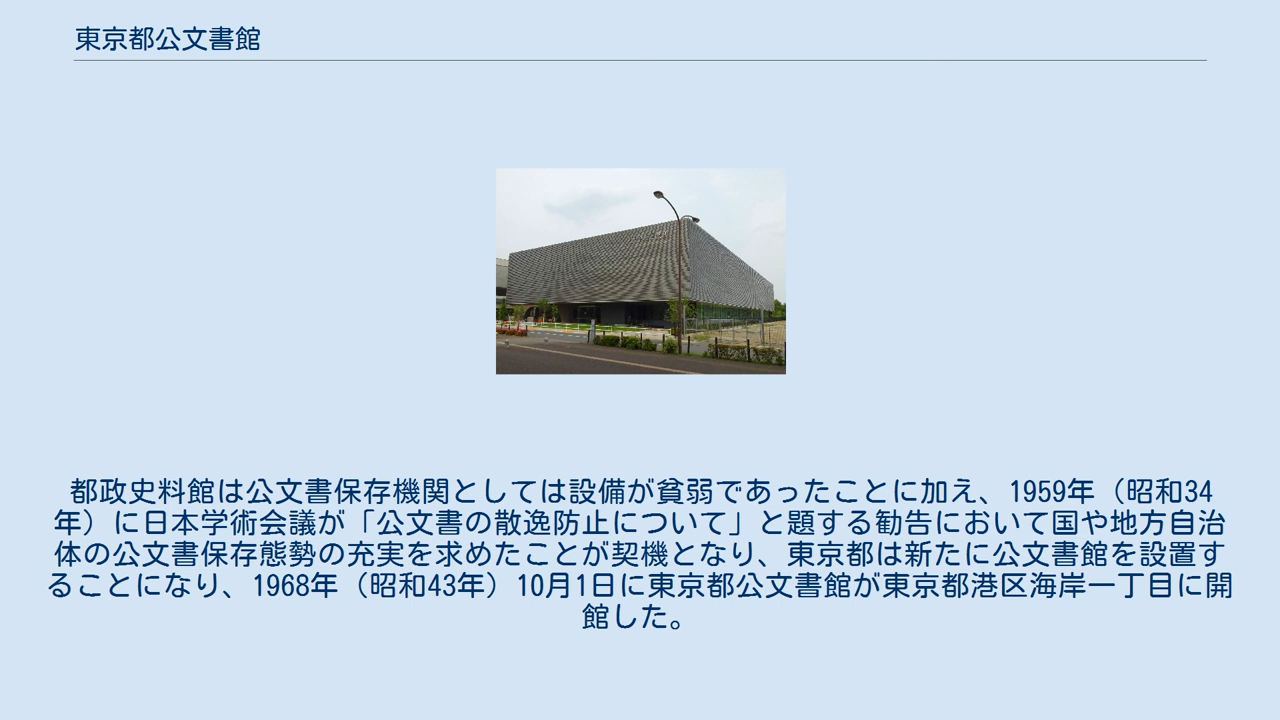 東京都公文書館
都政史料館は公文書保存機関としては設備が貧弱であったことに加え、1959年（昭和34
年）に日本学術会議が「公文書の散逸防止について」と題する勧告において国や地方自治
体の公文書保存態勢の充実を求めたことが契機となり、東京都は新たに公文書館を設置す
ることになり、1968年（昭和43年）10月1日に東京都公文書館が東京都港区海岸一丁目に開
館した。